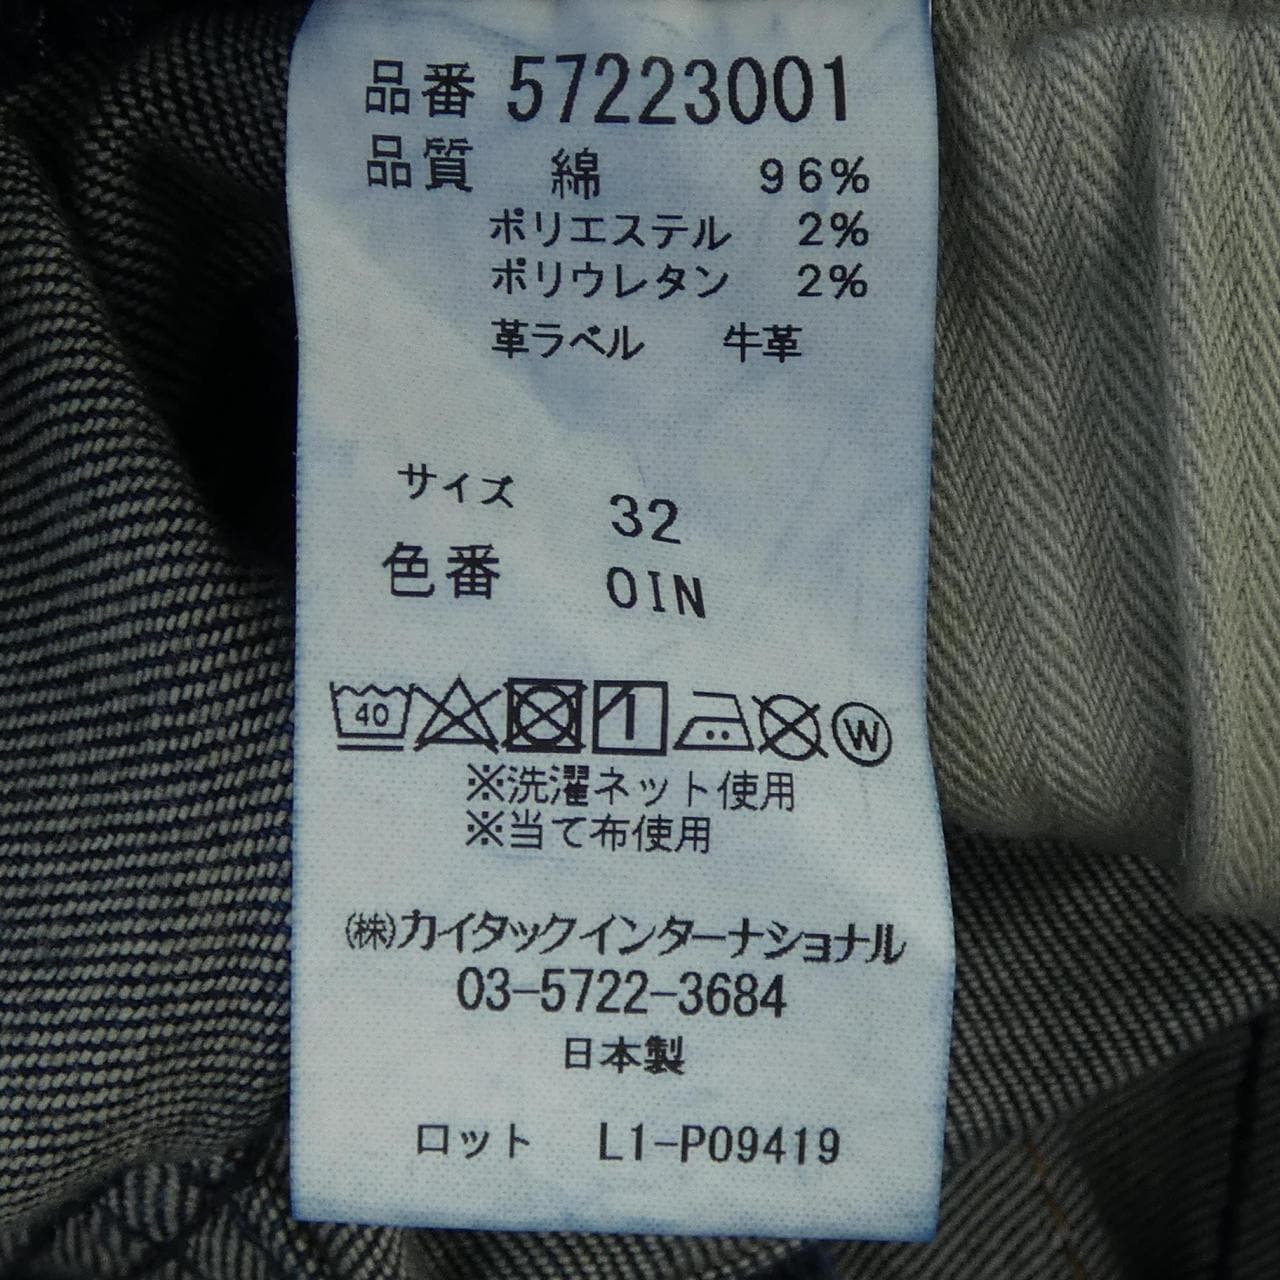 品番 57223001
品質 綿 96%
ポリエステル 2%
ポリウレタン 2%
革ラベル 牛革
サイズ 32
色番 0IN
40 W
※洗濯ネット使用
※当て布使用
㈱カイタックインターナショナル
03-5722-3684
日本製
ロット L1-P09419